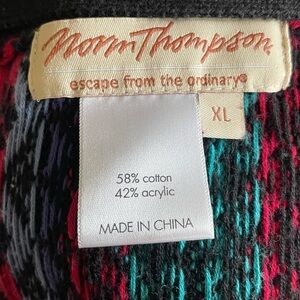 Norm Thompson
escape from the ordinary®
XL
58% cotton
42% acrylic
MADE IN CHINA